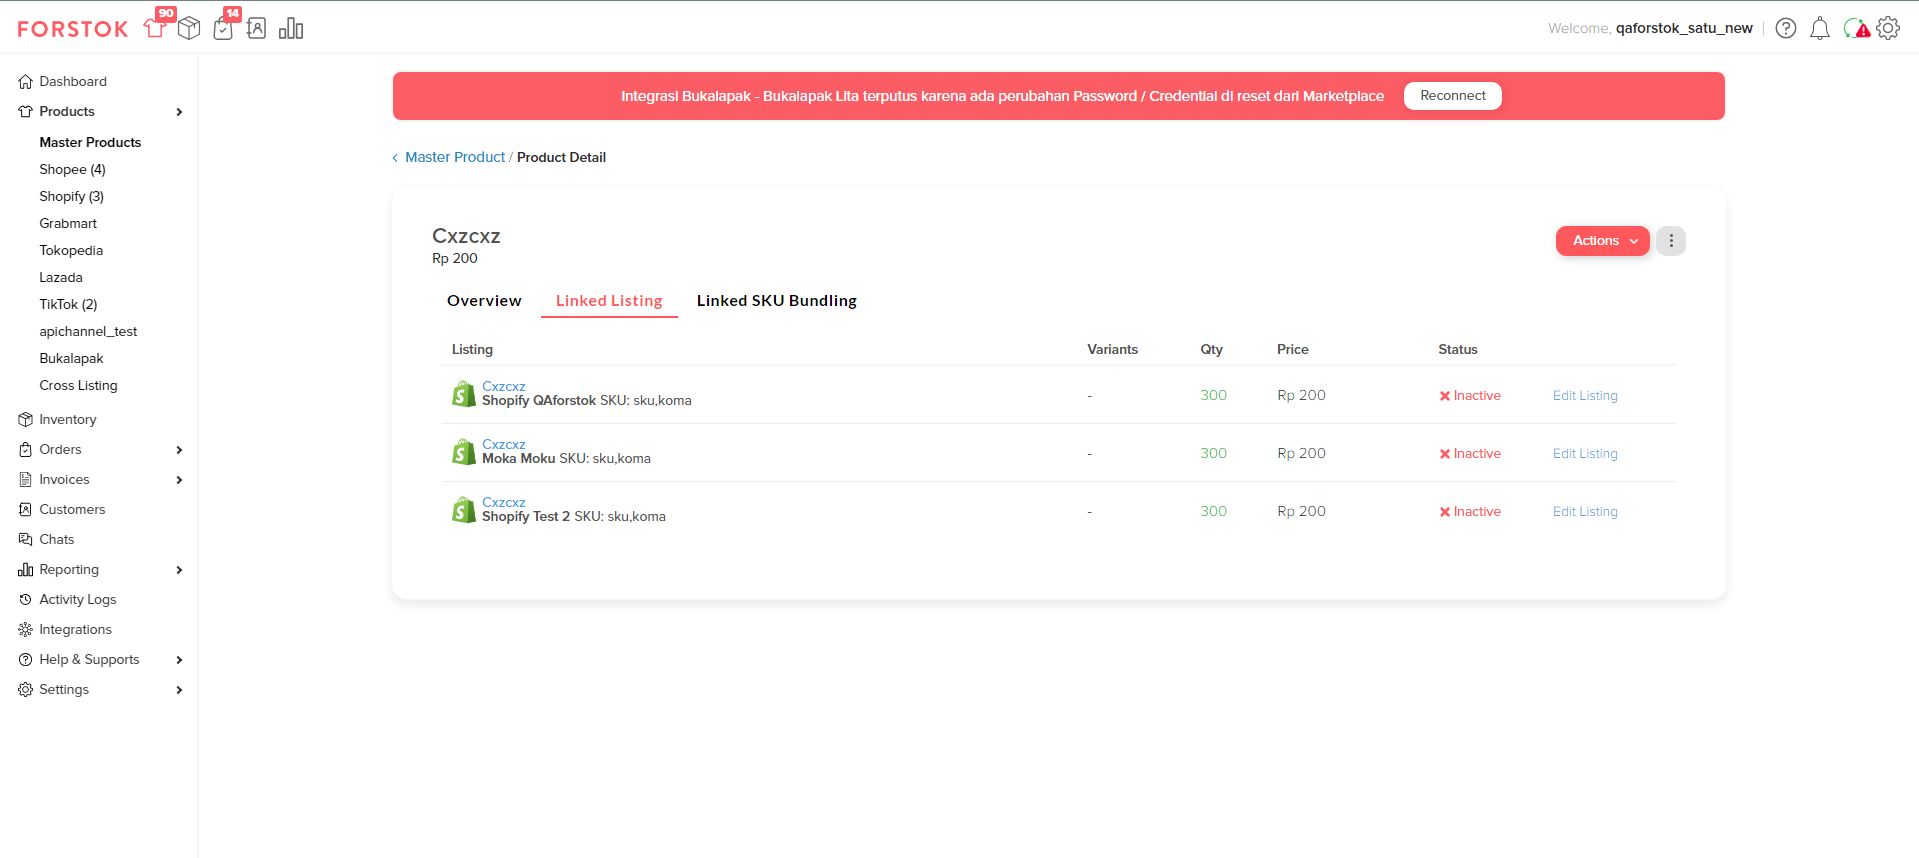 FORSTOK
90
14
Welcome, qaforstok_satu_new
Dashboard
Products
Master Products
Shopee (4)
Shopify (3)
Grabmart
Tokopedia
Lazada
TikTok (2)
apichannel_test
Bukalapak
Cross Listing
Inventory
Orders
Invoices
Customers
Chats
Reporting
Activity Logs
Integrations
Help & Supports
Settings
Integrasi Bukalapak - Bukalapak Lita terputus karena ada perubahan Password / Credential di reset dari Marketplace Reconnect
‹ Master Product / Product Detail
Cxzcxz
Rp 200
Actions
Overview Linked Listing Linked SKU Bundling
Listing Variants Qty Price Status
Cxzcxz
Shopify QAforstok SKU: sku,koma - 300 Rp 200 Inactive Edit Listing
Cxzcxz
Moka Moku SKU: sku,koma - 300 Rp 200 Inactive Edit Listing
Cxzcxz
Shopify Test 2 SKU: sku,koma - 300 Rp 200 Inactive Edit Listing